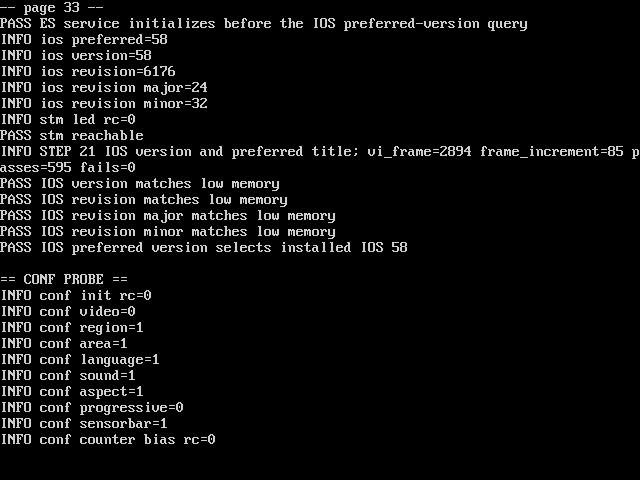 -- page 33 --
PASS ES service initializes before the IOS preferred-version query
INFO ios preferred=58
INFO ios version=58
INFO ios revision=6176
INFO ios revision major=24
INFO ios revision minor=32
INFO stm led rc=0
PASS stm reachable
INFO STEP 21 IOS version and preferred title; vi_frame=2894 frame_increment=85 p
asses=595 fails=0
PASS IOS version matches low memory
PASS IOS revision matches low memory
PASS IOS revision major matches low memory
PASS IOS revision minor matches low memory
PASS IOS preferred version selects installed IOS 58
== CONF PROBE ==
INFO conf init rc=0
INFO conf video=0
INFO conf region=1
INFO conf area=1
INFO conf language=1
INFO conf sound=1
INFO conf aspect=1
INFO conf progressive=0
INFO conf sensorbar=1
INFO conf counter bias rc=0